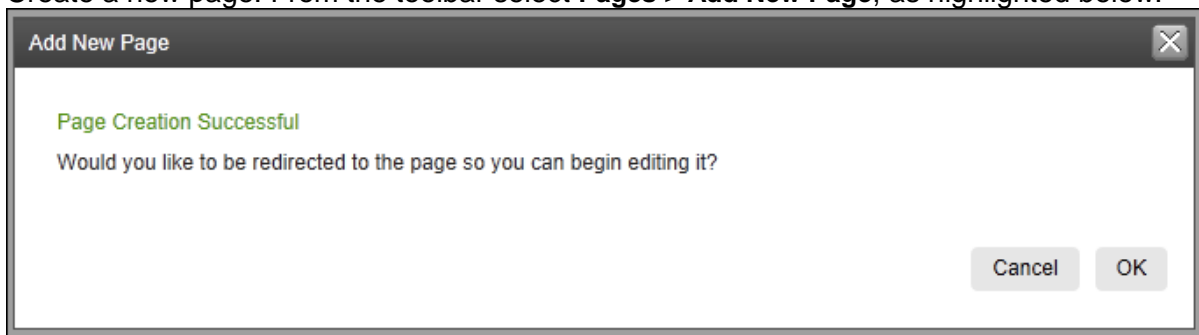 Create a new page. From the toolbar select Pages > Add New Page, as highlighted below.
Add New Page
Page Creation Successful
Would you like to be redirected to the page so you can begin editing it?
Cancel OK